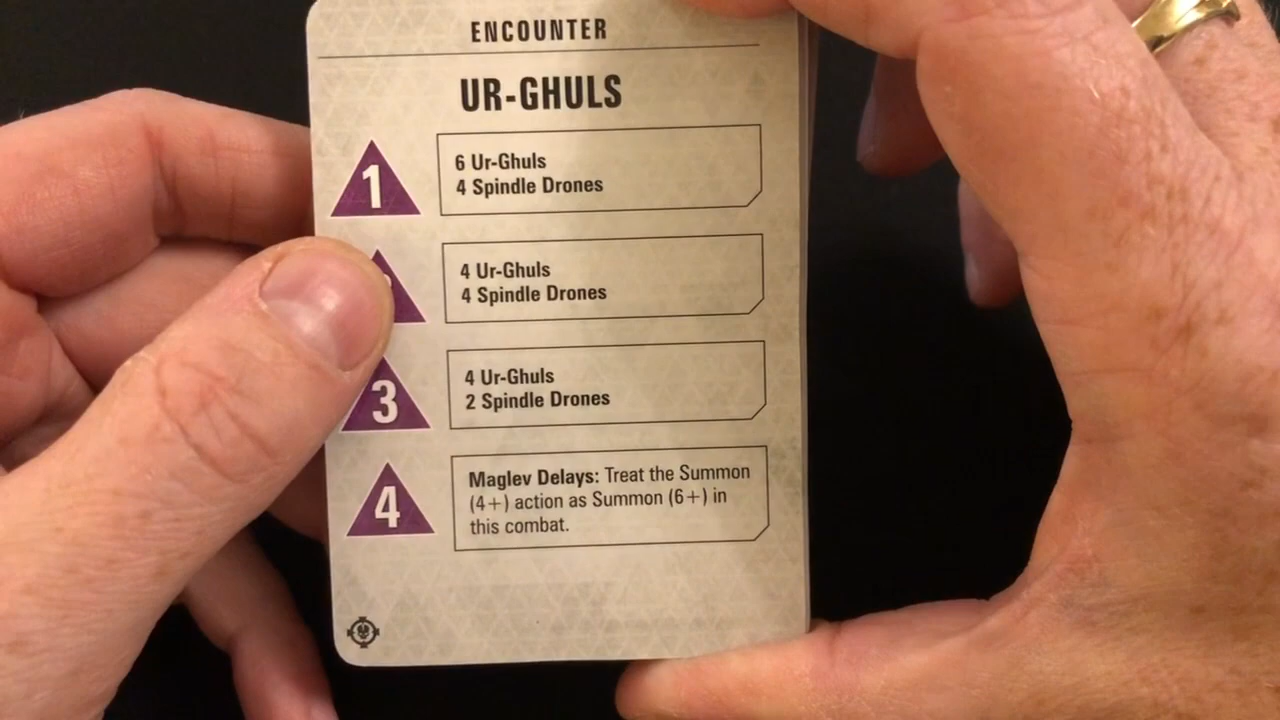 ENCOUNTER
UR-GHULS
1
6 Ur-Ghuls
4 Spindle Drones
4 Ur-Ghuls
4 Spindle Drones
3
4 Ur-Ghuls
2 Spindle Drones
4
Maglev Delays: Treat the Summon
(4+) action as Summon (6+) in
this combat.